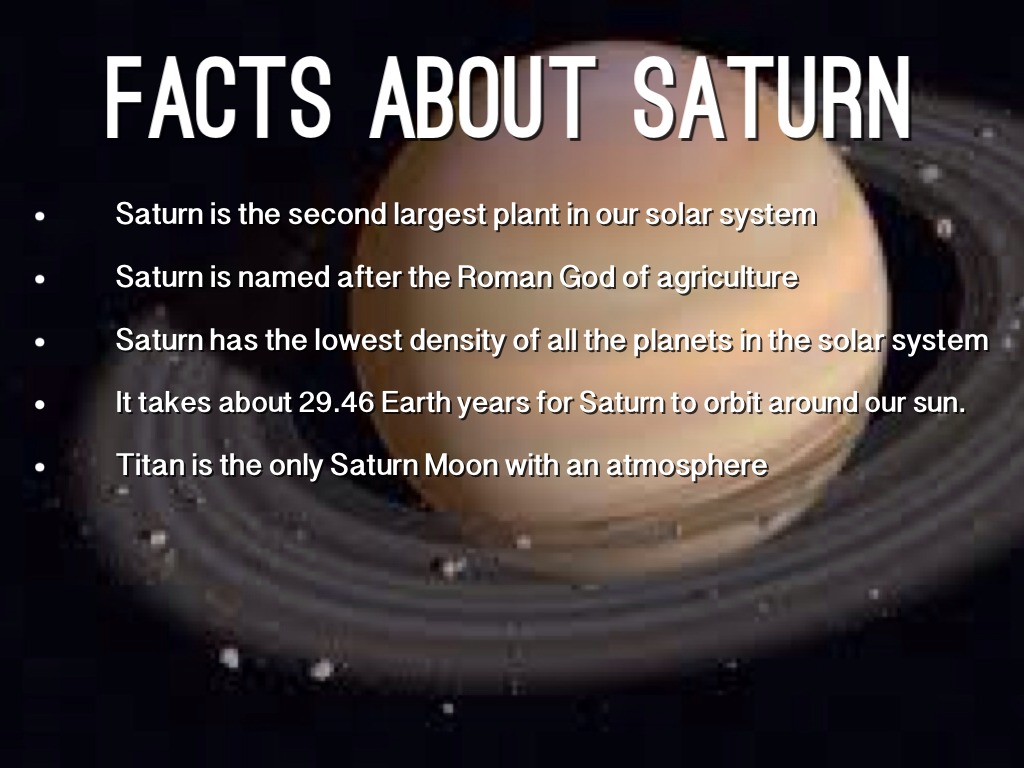 FACTS ABOUT SATURN
• Saturn is the second largest plant in our solar system
• Saturn is named after the Roman God of agriculture
• Saturn has the lowest density of all the planets in the solar system
• It takes about 29.46 Earth years for Saturn to orbit around our sun.
• Titan is the only Saturn Moon with an atmosphere